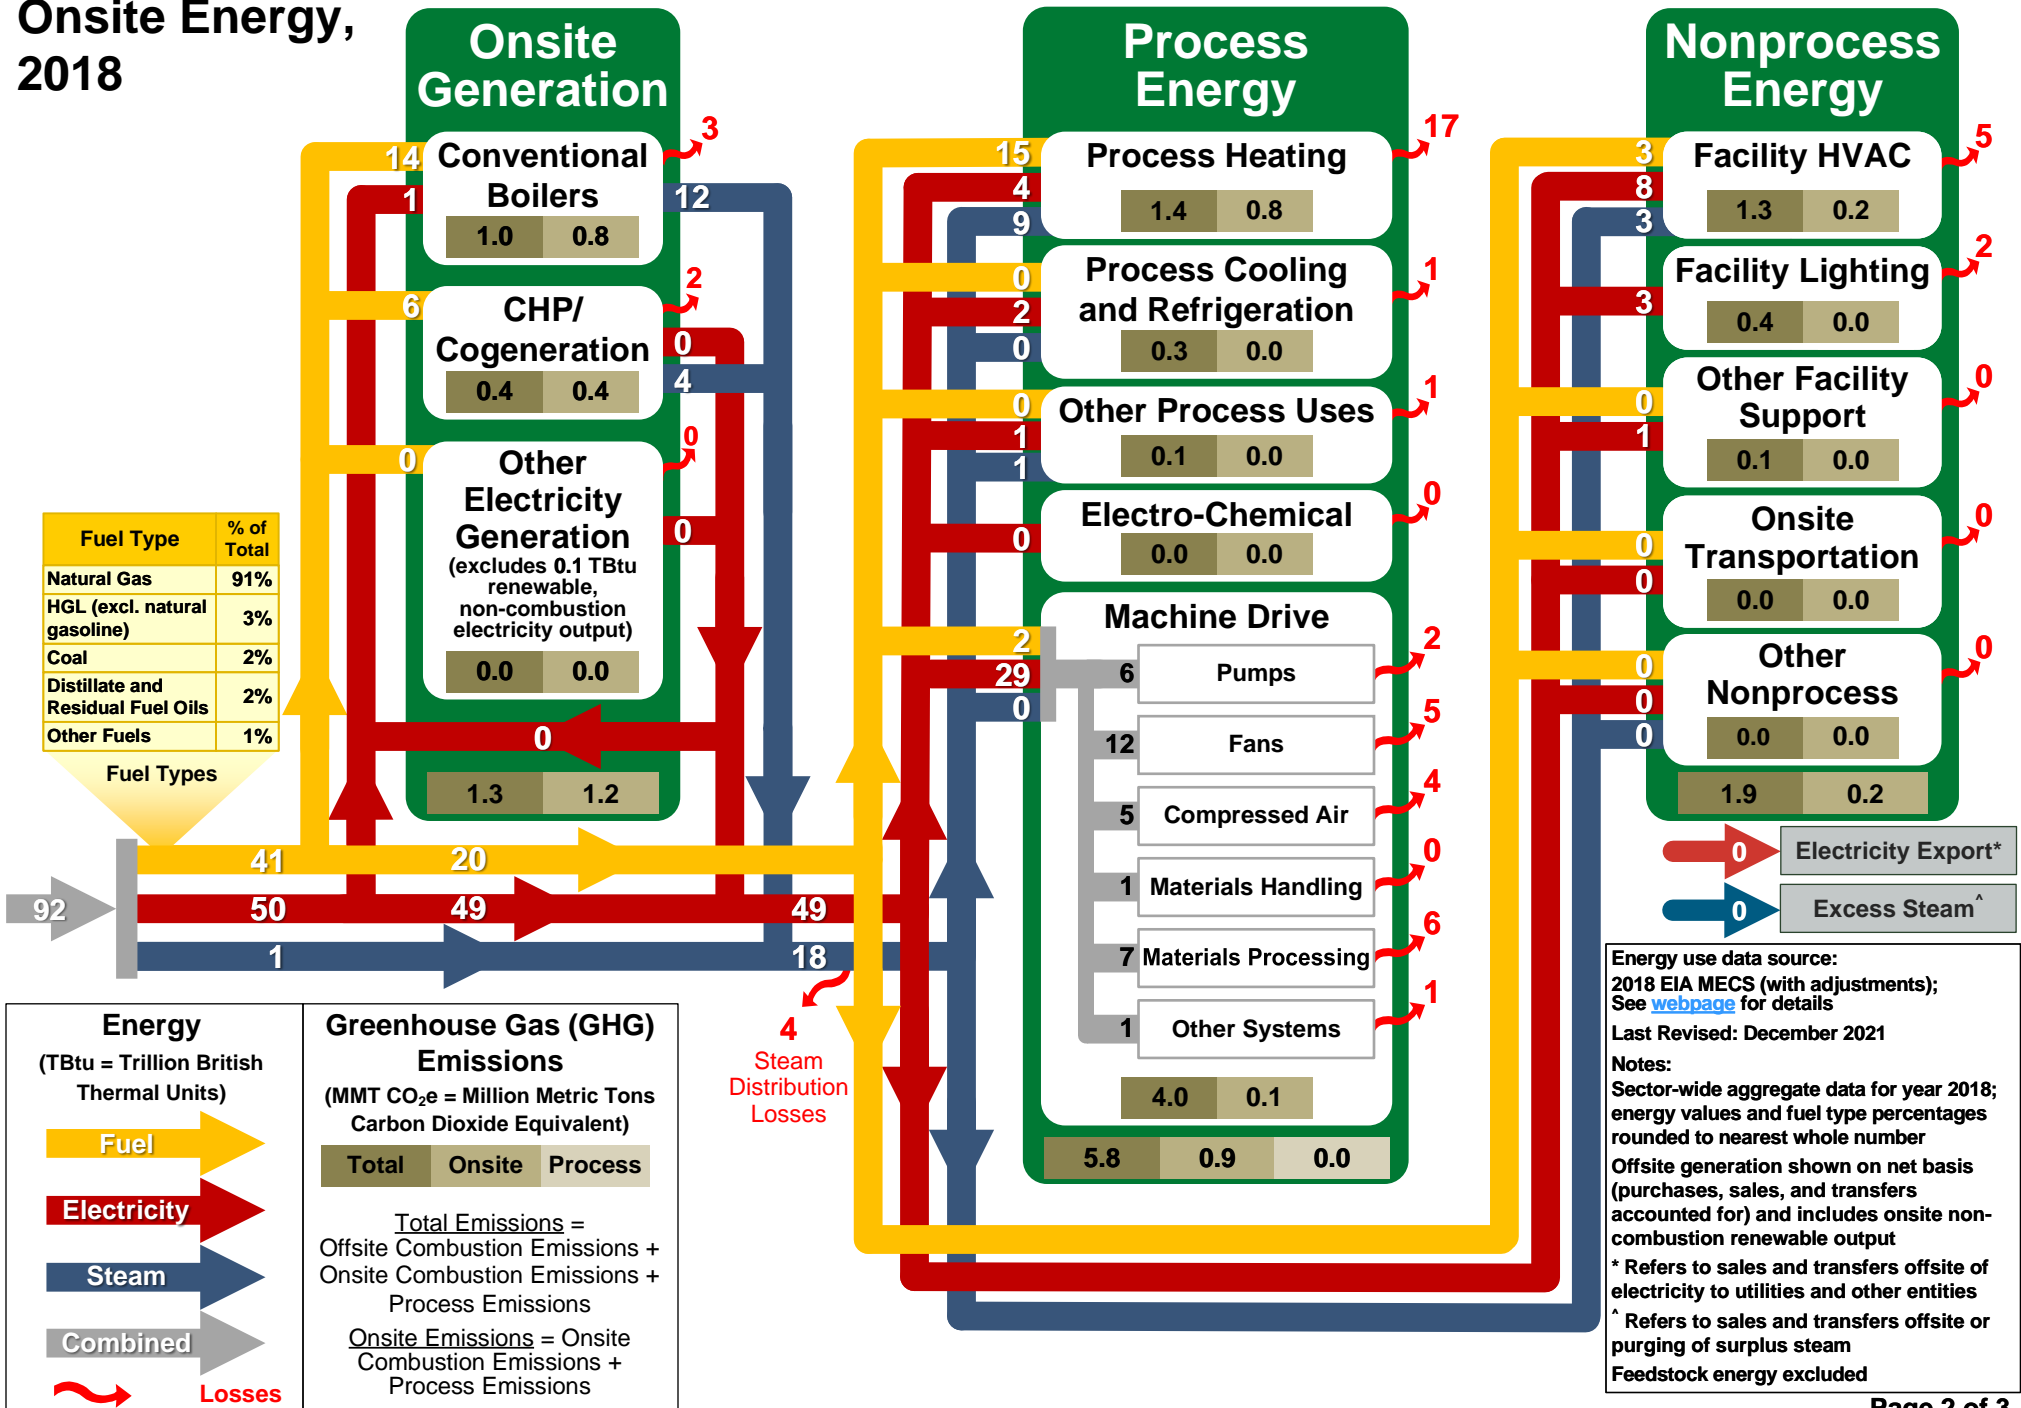 Onsite Energy,
2018
Onsite
Generation
14
1
Conventional
Boilers
1.0 0.8
3
12
6
CHP/
Cogeneration
0.4 0.4
2
0
4
0
Other
Electricity
Generation
(excludes 0.1 TBtu
renewable,
non-combustion
electricity output)
0.0 0.0
0
0
0
1.3 1.2
Fuel Type % of Total
Natural Gas 91%
HGL (excl. natural gasoline) 3%
Coal 2%
Distillate and Residual Fuel Oils 2%
Other Fuels 1%
Fuel Types
92
41 20
50 49 49
1 18
4
Steam
Distribution
Losses
Process
Energy
15
4
9
Process Heating
1.4 0.8
17
0
2
0
Process Cooling
and Refrigeration
0.3 0.0
1
0
1
1
Other Process Uses
0.1 0.0
1
0
Electro-Chemical
0.0 0.0
0
2
29
0
Machine Drive
6 Pumps 2
12 Fans 5
5 Compressed Air 4
1 Materials Handling 0
7 Materials Processing 6
1 Other Systems 1
4.0 0.1
5.8 0.9 0.0
Nonprocess
Energy
3
8
3
Facility HVAC
1.3 0.2
5
3
Facility Lighting
0.4 0.0
2
0
1
Other Facility
Support
0.1 0.0
0
0
0
Onsite
Transportation
0.0 0.0
0
0
0
0
Other
Nonprocess
0.0 0.0
0
1.9 0.2
0 Electricity Export*
0 Excess Steam^
Energy
(TBtu = Trillion British
Thermal Units)
Fuel
Electricity
Steam
Combined
Losses
Greenhouse Gas (GHG)
Emissions
(MMT CO₂e = Million Metric Tons
Carbon Dioxide Equivalent)
Total Onsite Process
Total Emissions =
Offsite Combustion Emissions +
Onsite Combustion Emissions +
Process Emissions
Onsite Emissions = Onsite
Combustion Emissions +
Process Emissions
Energy use data source:
2018 EIA MECS (with adjustments);
See webpage for details
Last Revised: December 2021
Notes:
Sector-wide aggregate data for year 2018;
energy values and fuel type percentages
rounded to nearest whole number
Offsite generation shown on net basis
(purchases, sales, and transfers
accounted for) and includes onsite non-
combustion renewable output
* Refers to sales and transfers offsite of
electricity to utilities and other entities
^ Refers to sales and transfers offsite or
purging of surplus steam
Feedstock energy excluded
Page 2 of 3